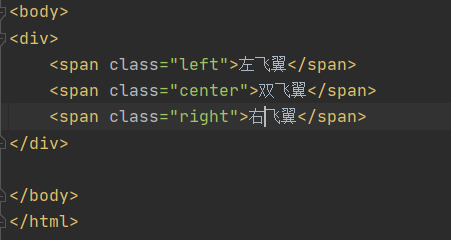 <body>
<div>
    <span class="left">左飞翼</span>
    <span class="center">双飞翼</span>
    <span class="right">右飞翼</span>
</div>
</body>
</html>